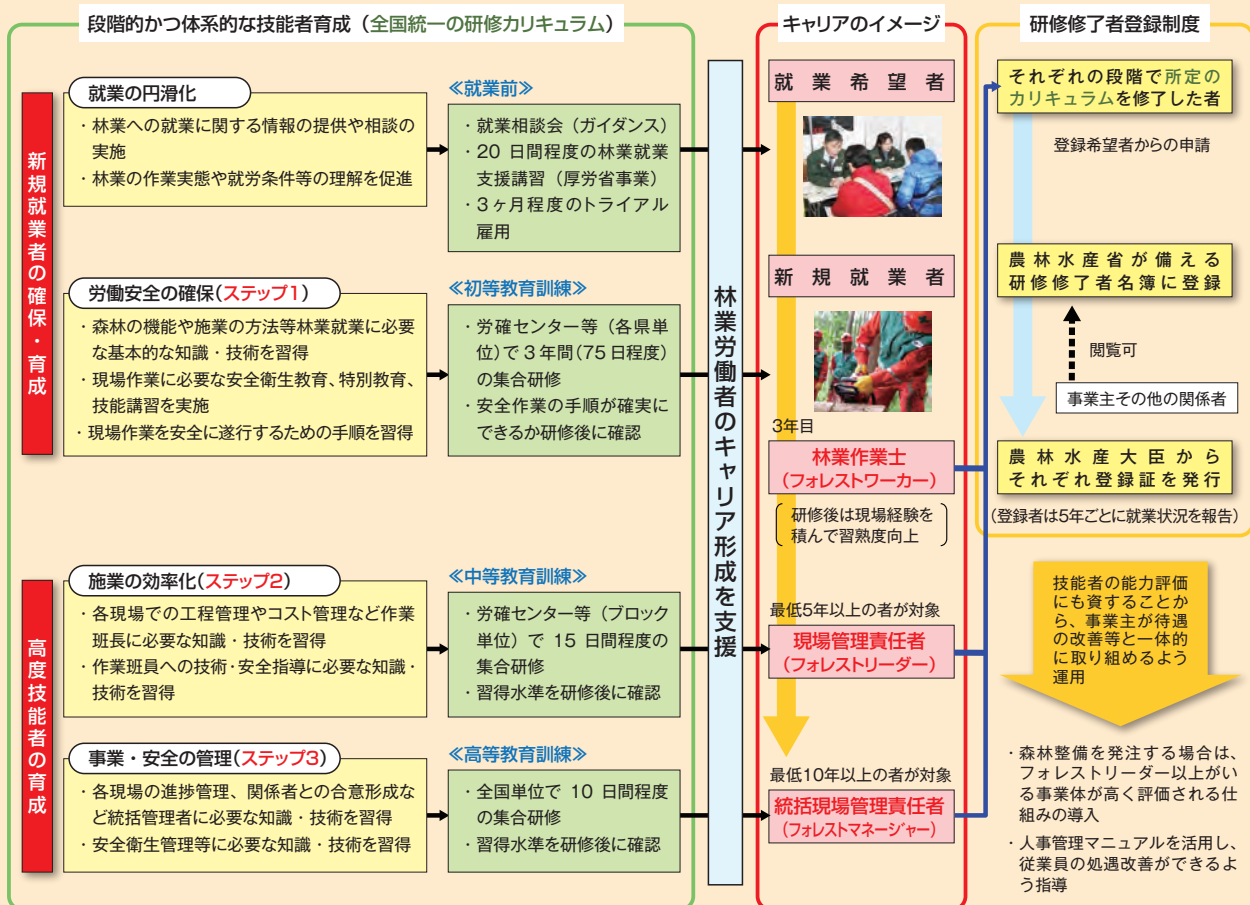 段階的かつ体系的な技能者育成（全国統一の研修カリキュラム）
新規就業者の確保・育成
就業の円滑化
・林業への就業に関する情報の提供や相談の
実施
・林業の作業実態や就労条件等の理解を促進
≪就業前≫
・就業相談会（ガイダンス）
・20 日間程度の林業就業
支援講習（厚労省事業）
・3ヶ月程度のトライアル
雇用
労働安全の確保(ステップ1)
・森林の機能や施業の方法等林業就業に必要
な基本的な知識・技術を習得
・現場作業に必要な安全衛生教育、特別教育、
技能講習を実施
・現場作業を安全に遂行するための手順を習得
≪初等教育訓練≫
・労確センター等（各県単
位）で 3 年間（75 日程度）
の集合研修
・安全作業の手順が確実に
できるか研修後に確認
高度技能者の育成
施業の効率化(ステップ2)
・各現場での工程管理やコスト管理など作業
班長に必要な知識・技術を習得
・作業班員への技術・安全指導に必要な知識・
技術を習得
≪中等教育訓練≫
・労確センター等（ブロック
単位）で 15 日間程度の
集合研修
・習得水準を研修後に確認
事業・安全の管理(ステップ3)
・各現場の進捗管理、関係者との合意形成な
ど統括管理者に必要な知識・技術を習得
・安全衛生管理等に必要な知識・技術を習得
≪高等教育訓練≫
・全国単位で 10 日間程度
の集合研修
・習得水準を研修後に確認
林業労働者のキャリア形成を支援
キャリアのイメージ
就業希望者
新規就業者
3年目
林業作業士
（フォレストワーカー）
研修後は現場経験を
積んで習熟度向上
最低5年以上の者が対象
現場管理責任者
（フォレストリーダー）
最低10年以上の者が対象
統括現場管理責任者
（フォレストマネージャー）
研修修了者登録制度
それぞれの段階で所定の
カリキュラムを修了した者
登録希望者からの申請
農林水産省が備える
研修修了者名簿に登録
閲覧可
事業主その他の関係者
農林水産大臣から
それぞれ登録証を発行
（登録者は5年ごとに就業状況を報告）
技能者の能力評価
にも資することか
ら、事業主が待遇
の改善等と一体的
に取り組めるよう
運用
・森林整備を発注する場合は、
フォレストリーダー以上がい
る事業体が高く評価される仕
組みの導入
・人事管理マニュアルを活用し、
従業員の処遇改善ができるよ
う指導